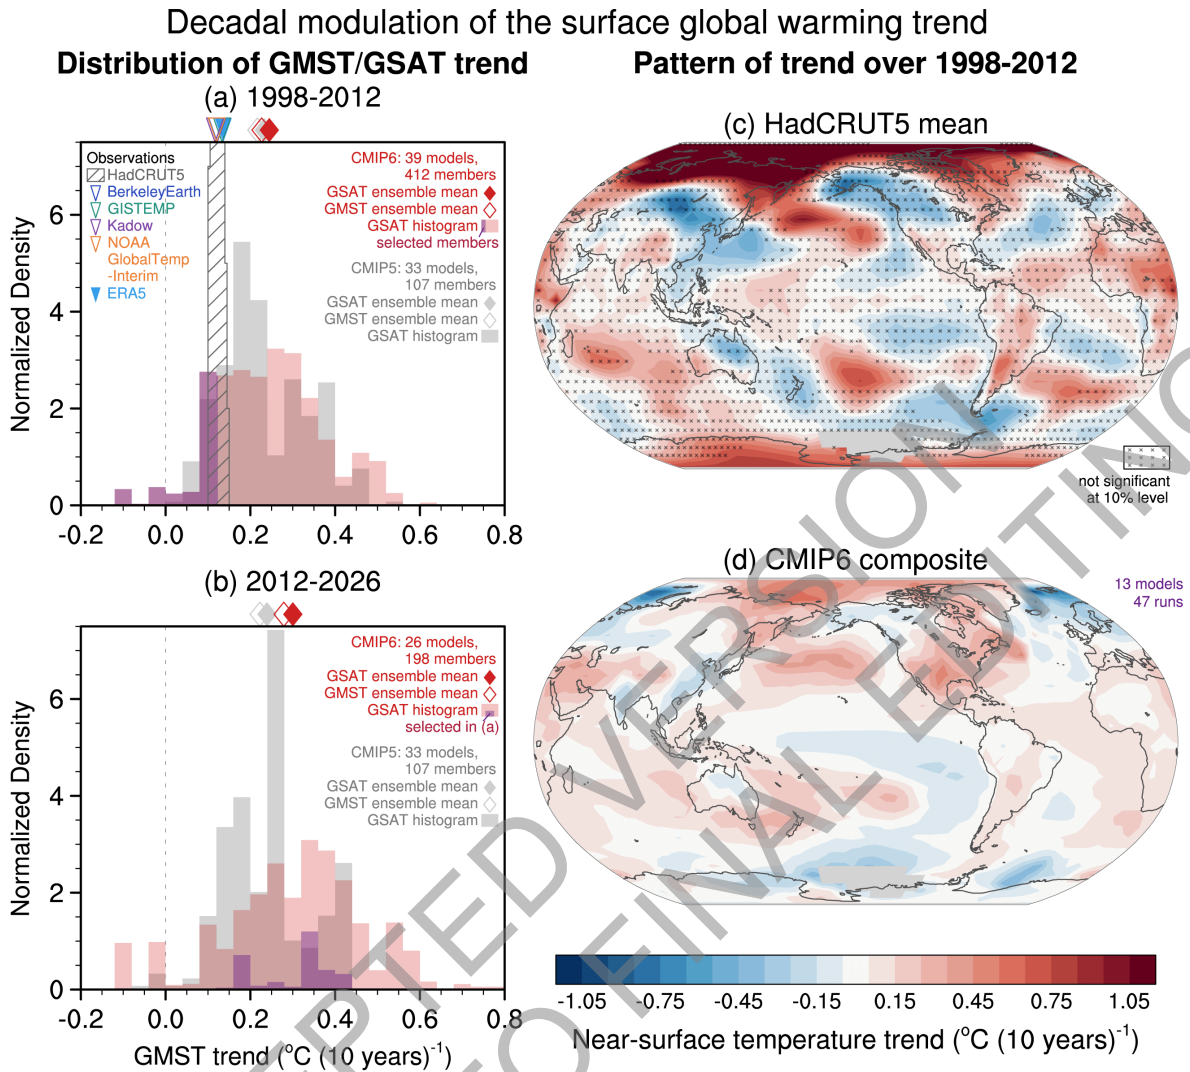 Decadal modulation of the surface global warming trend
Distribution of GMST/GSAT trend
Pattern of trend over 1998-2012
(a) 1998-2012
Observations
HadCRUT5
BerkeleyEarth
GISTEMP
Kadow
NOAA
GlobalTemp
-Interim
ERA5
CMIP6: 39 models,
412 members
GSAT ensemble mean
GMST ensemble mean
GSAT histogram
selected members
CMIP5: 33 models,
107 members
GSAT ensemble mean
GMST ensemble mean
GSAT histogram
Normalized Density
6
4
2
0
-0.2 0.0 0.2 0.4 0.6 0.8
(c) HadCRUT5 mean
not significant
at 10% level
(b) 2012-2026
CMIP6: 26 models,
198 members
GSAT ensemble mean
GMST ensemble mean
GSAT histogram
selected in (a)
CMIP5: 33 models,
107 members
GSAT ensemble mean
GMST ensemble mean
GSAT histogram
Normalized Density
6
4
2
0
-0.2 0.0 0.2 0.4 0.6 0.8
GMST trend (°C (10 years)⁻¹)
(d) CMIP6 composite
13 models
47 runs
-1.05 -0.75 -0.45 -0.15 0.15 0.45 0.75 1.05
Near-surface temperature trend (°C (10 years)⁻¹)
VERSION
TO FINAL EDITING